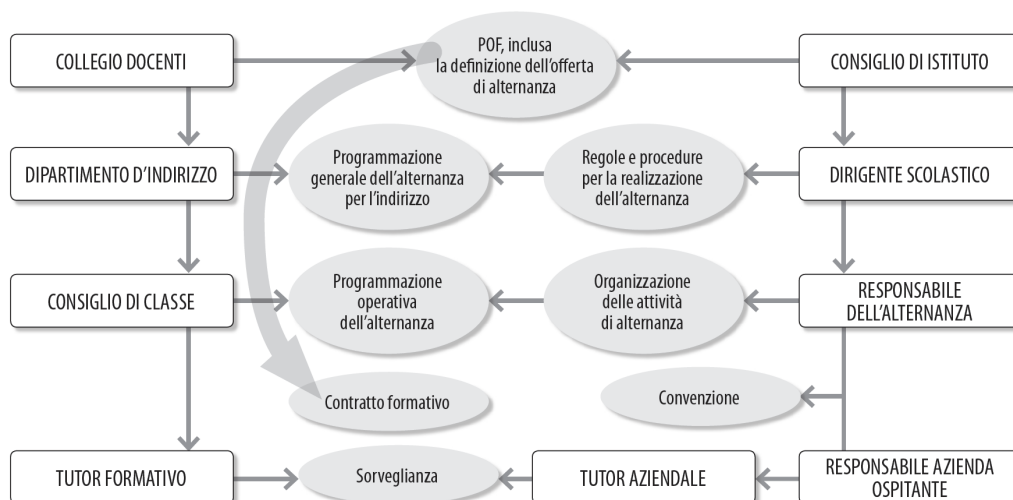 COLLEGIO DOCENTI
POF, inclusa
la definizione dell'offerta
di alternanza
CONSIGLIO DI ISTITUTO
DIPARTIMENTO D'INDIRIZZO
Programmazione
generale dell'alternanza
per l'indirizzo
Regole e procedure
per la realizzazione
dell'alternanza
DIRIGENTE SCOLASTICO
CONSIGLIO DI CLASSE
Programmazione
operativa
dell'alternanza
Organizzazione
delle attività
di alternanza
RESPONSABILE
DELL'ALTERNANZA
Contratto formativo
Convenzione
TUTOR FORMATIVO
Sorveglianza
TUTOR AZIENDALE
RESPONSABILE AZIENDA
OSPITANTE